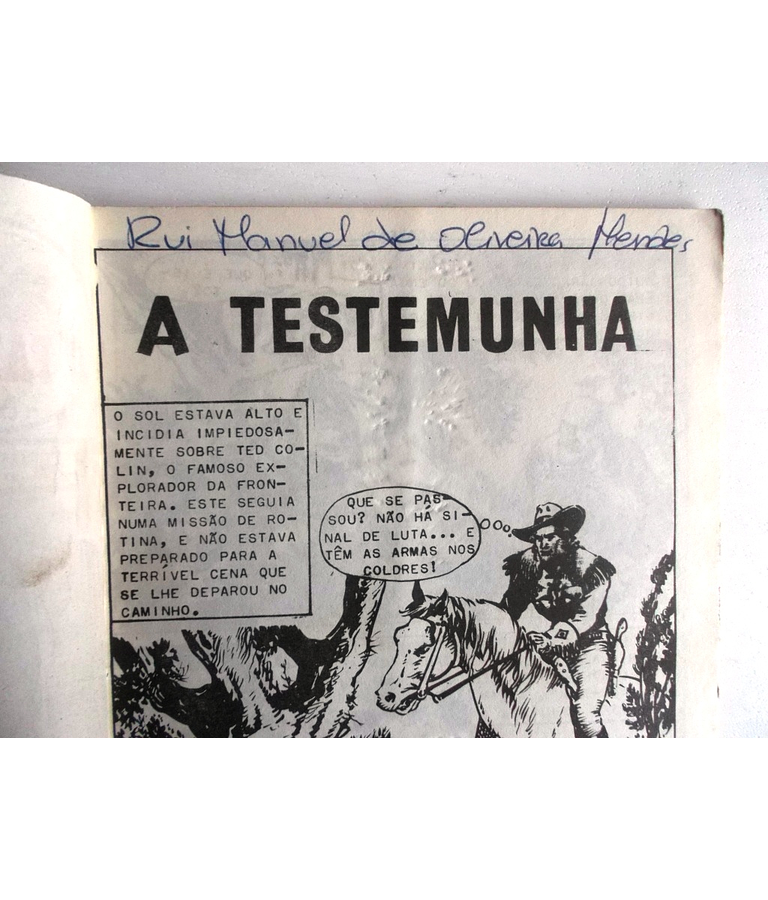 Rui Manuel de Oliveira Mendes
A TESTEMUNHA
O SOL ESTAVA ALTO E
INCIDIA IMPIEDOSA-
MENTE SOBRE TED CO-
LIN, O FAMOSO EX-
PLORADOR DA FRON-
TEIRA. ESTE SEGUIA
NUMA MISSÃO DE RO-
TINA, E NÃO ESTAVA
PREPARADO PARA A
TERRÍVEL CENA QUE
SE LHE DEPAROU NO
CAMINHO.
QUE SE PAS-
SOU? NÃO HÁ SI-
NAL DE LUTA... E
TÊM AS ARMAS NOS
COLDRES!